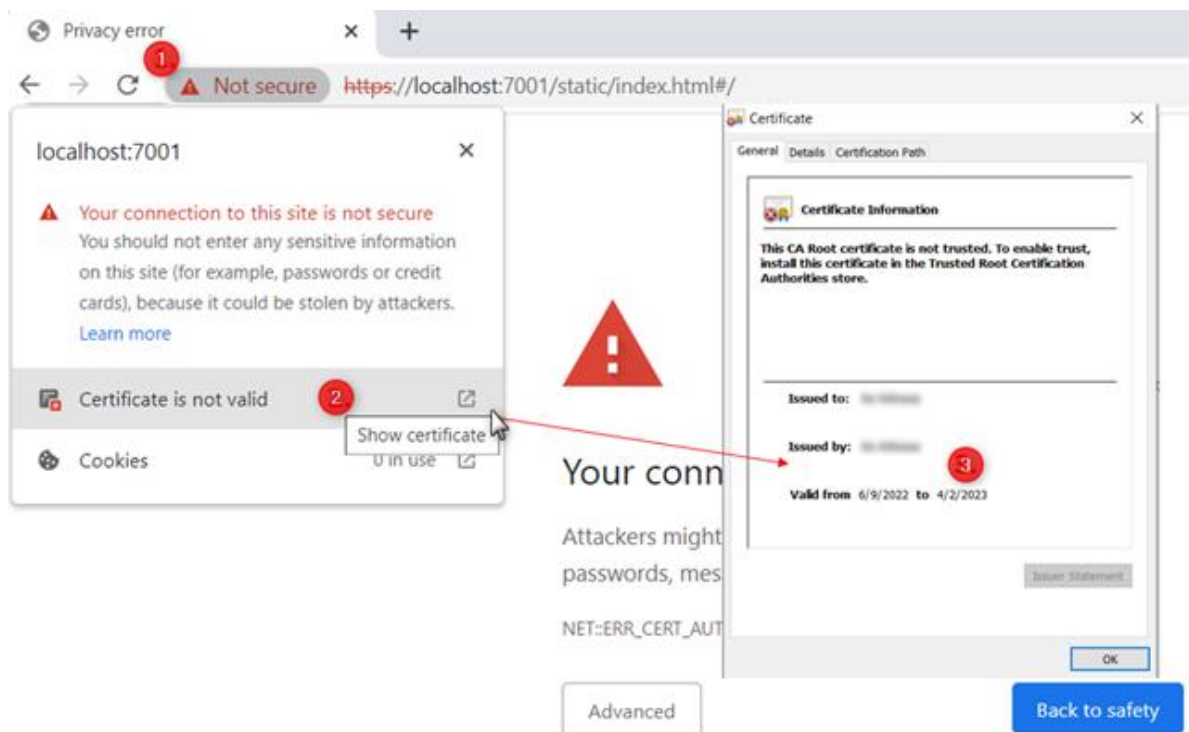 Privacy error
1
Not secure https://localhost:7001/static/index.html#/
localhost:7001
Your connection to this site is not secure
You should not enter any sensitive information
on this site (for example, passwords or credit
cards), because it could be stolen by attackers.
Learn more
Certificate is not valid
2
Show certificate
Cookies
0 in use
Your conn
Attackers might
passwords, mes
NET::ERR_CERT_AUT
Advanced
Back to safety
Certificate
General Details Certification Path
Certificate Information
This CA Root certificate is not trusted. To enable trust,
install this certificate in the Trusted Root Certification
Authorities store.
Issued to:
Issued by:
3
Valid from 6/9/2022 to 4/2/2023
Issuer Statement
OK